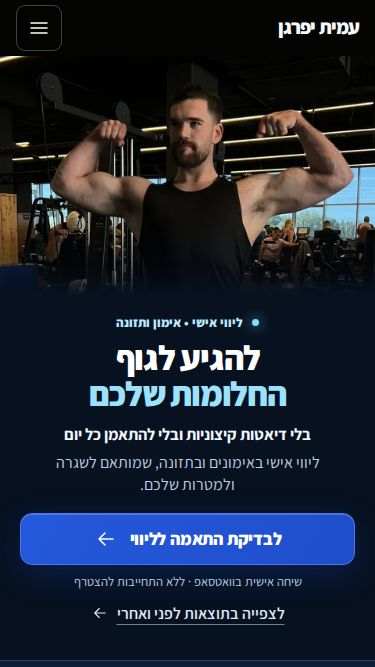 עמית יפרגן
ליווי אישי • אימון ותזונה
להגיע לגוף
החלומות שלכם
בלי דיאטות קיצוניות ובלי להתאמן כל יום
ליווי אישי באימונים ובתזונה, שמותאם לשגרה
ולמטרות שלכם.
לבדיקת התאמה לליווי ←
שיחה אישית בוואטסאפ · ללא התחייבות להצטרף
לצפייה בתוצאות לפני ואחרי ←